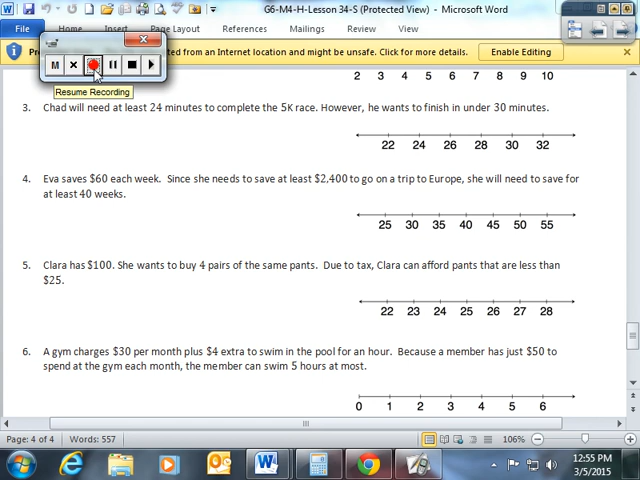 G6-M4-H-Lesson 34-S (Protected View) - Microsoft Word
File Home Insert Page Layout References Mailings Review View
ted from an Internet location and might be unsafe. Click for more details. Enable Editing
M
Resume Recording
2 3 4 5 6 7 8 9 10
3. Chad will need at least 24 minutes to complete the 5K race. However, he wants to finish in under 30 minutes.
22 24 26 28 30 32
4. Eva saves $60 each week. Since she needs to save at least $2,400 to go on a trip to Europe, she will need to save for
at least 40 weeks.
25 30 35 40 45 50 55
5. Clara has $100. She wants to buy 4 pairs of the same pants. Due to tax, Clara can afford pants that are less than
$25.
22 23 24 25 26 27 28
6. A gym charges $30 per month plus $4 extra to swim in the pool for an hour. Because a member has just $50 to
spend at the gym each month, the member can swim 5 hours at most.
0 1 2 3 4 5 6
Page: 4 of 4 Words: 557 106%
12:55 PM
3/5/2015